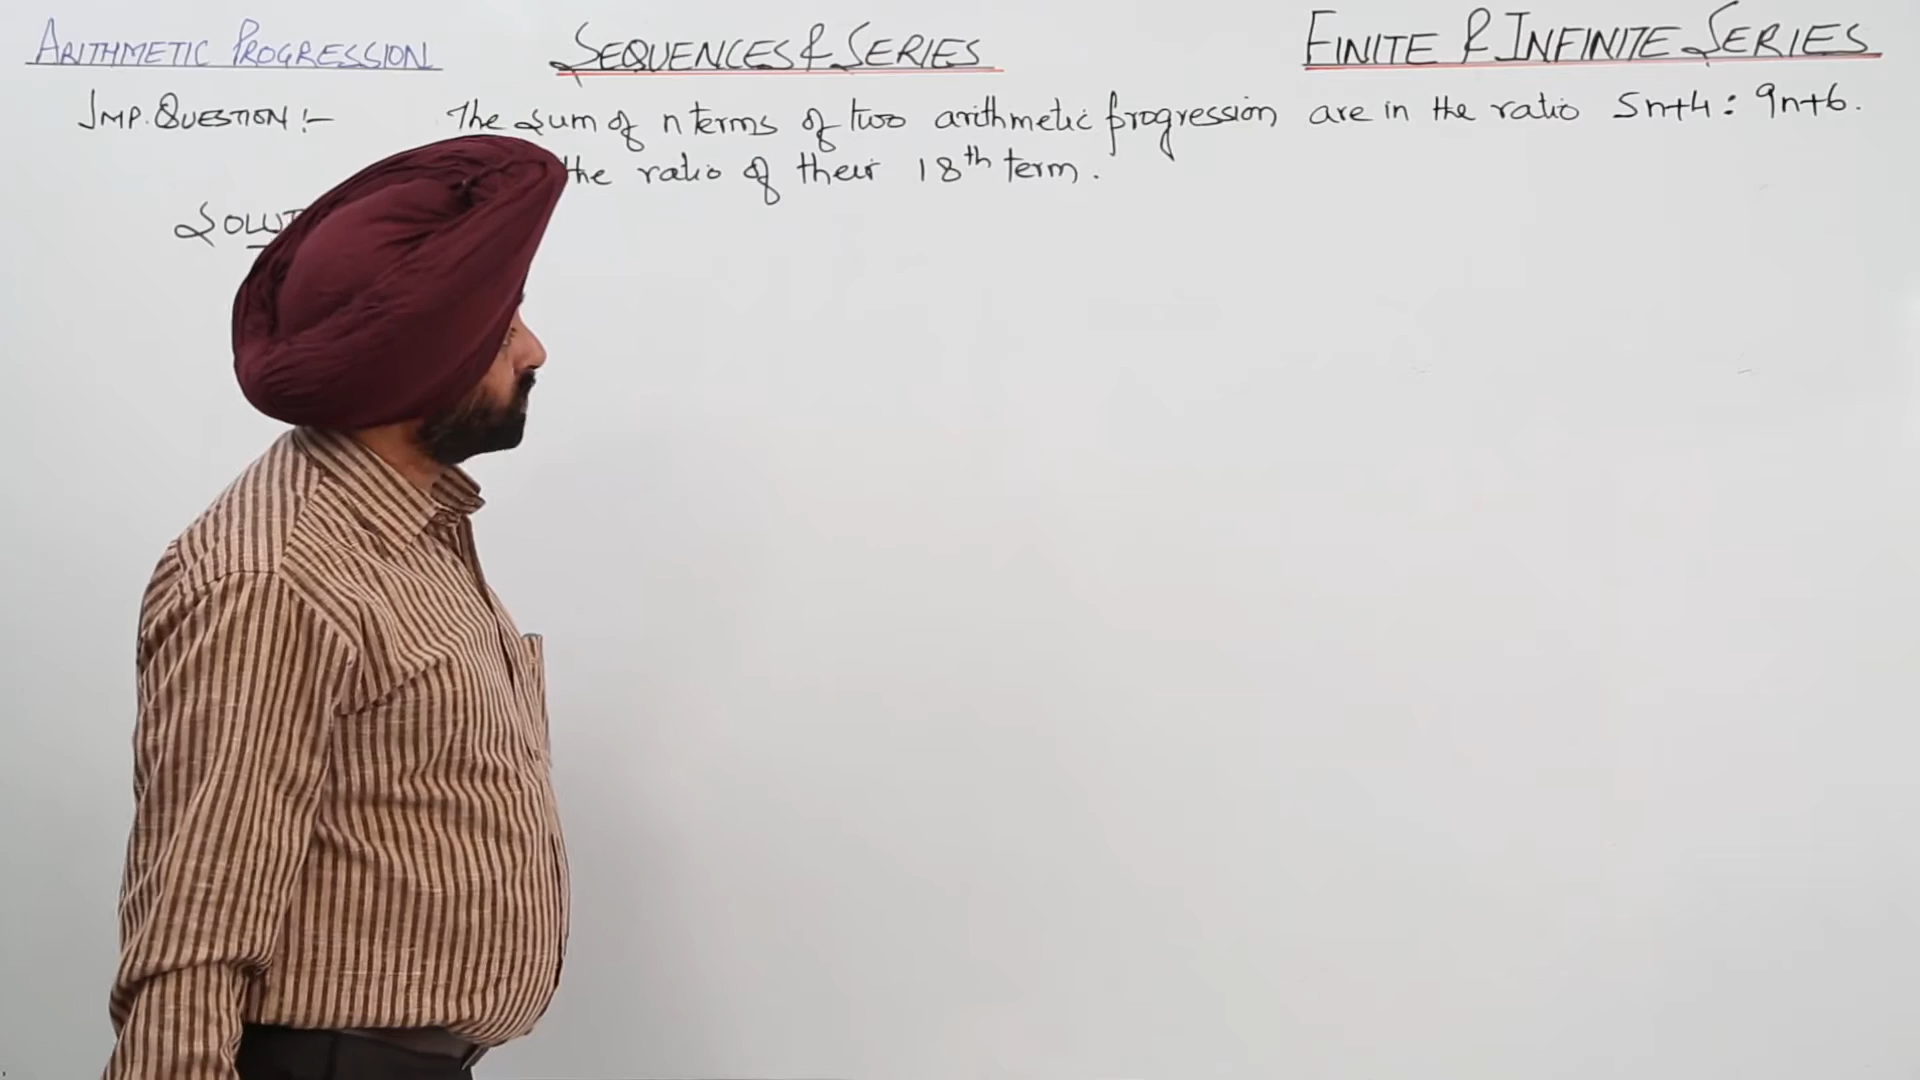 ARITHMETIC PROGRESSION
SEQUENCES & SERIES
FINITE & INFINITE SERIES
IMP. QUESTION :- The sum of n terms of two arithmetic progression are in the ratio 5n+4 : 9n+6.
the ratio of their 18th term.